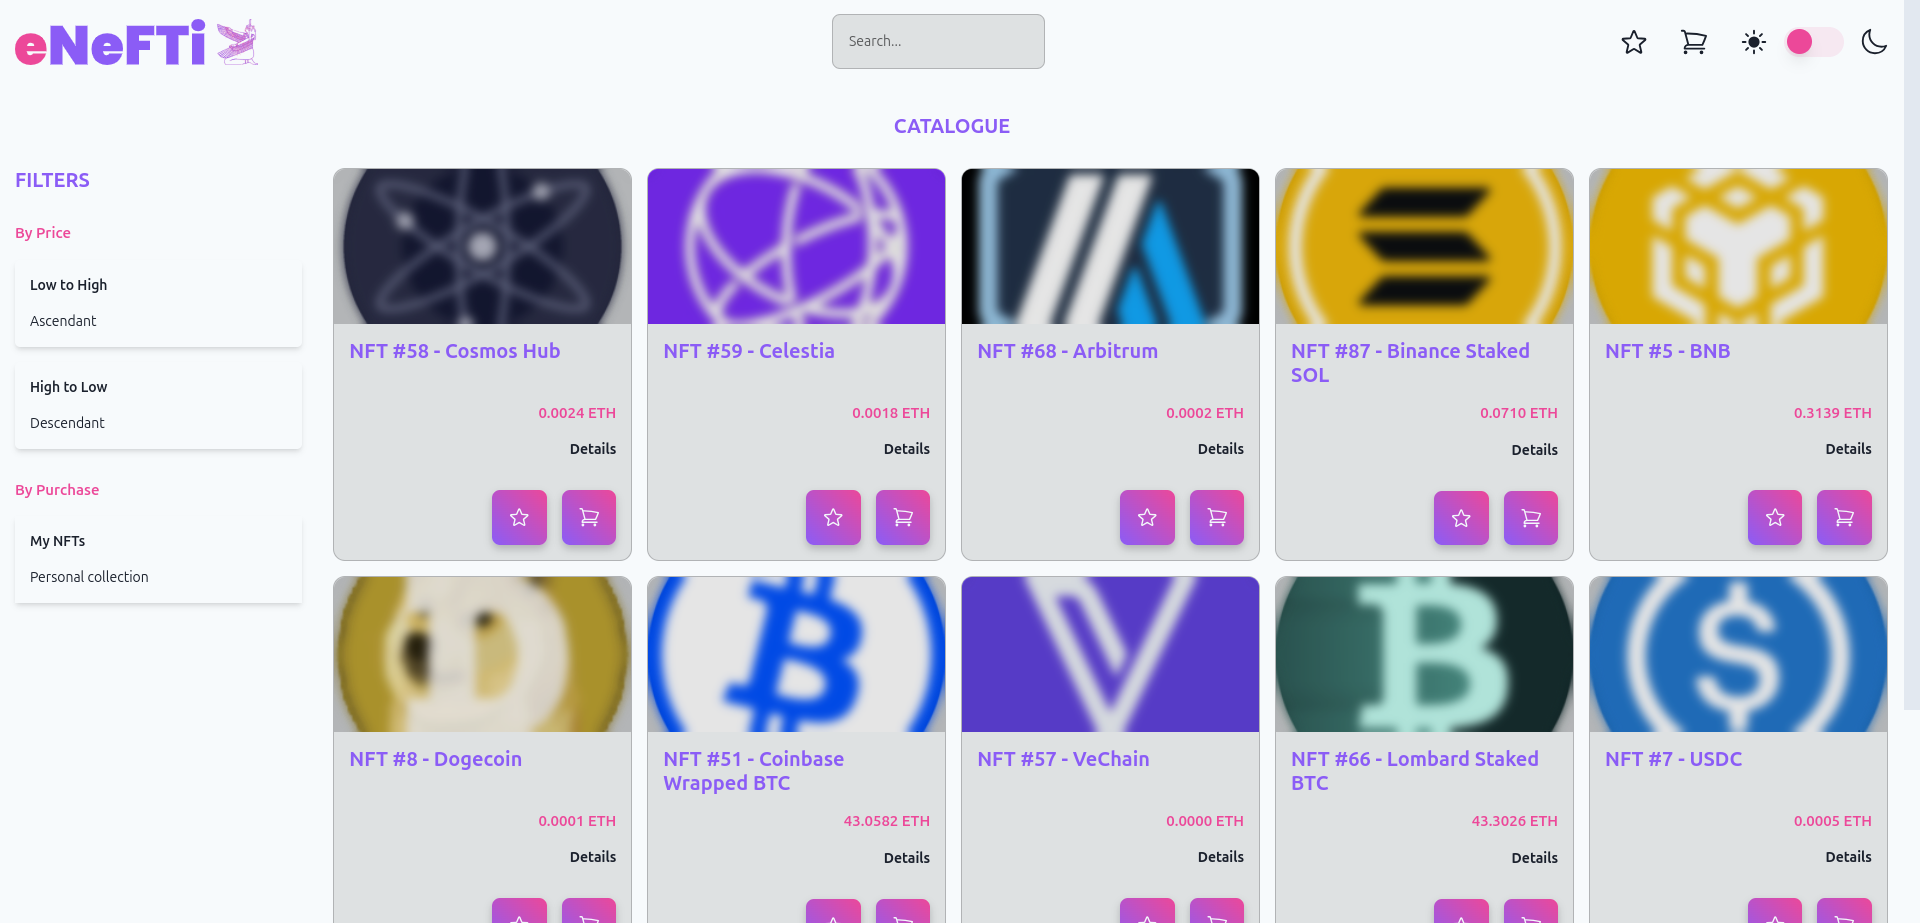 eNeFTi
Search...
CATALOGUE
FILTERS
By Price
Low to High
Ascendant
High to Low
Descendant
By Purchase
My NFTs
Personal collection
NFT #58 - Cosmos Hub
0.0024 ETH
Details
NFT #59 - Celestia
0.0018 ETH
Details
NFT #68 - Arbitrum
0.0002 ETH
Details
NFT #87 - Binance Staked
SOL
0.0710 ETH
Details
NFT #5 - BNB
0.3139 ETH
Details
NFT #8 - Dogecoin
0.0001 ETH
Details
NFT #51 - Coinbase
Wrapped BTC
43.0582 ETH
Details
NFT #57 - VeChain
0.0000 ETH
Details
NFT #66 - Lombard Staked
BTC
43.3026 ETH
Details
NFT #7 - USDC
0.0005 ETH
Details